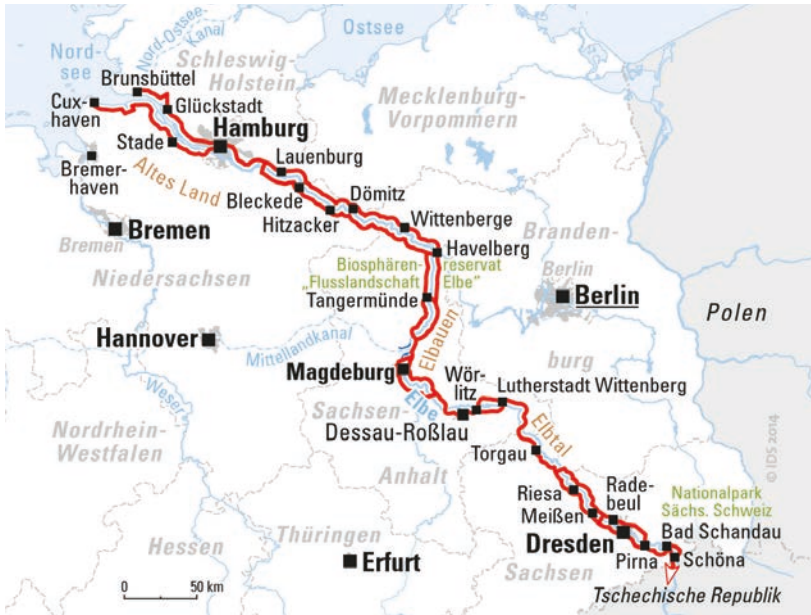 Ostsee
Nord-Ostsee
Kanal
Nord-
see
Schleswig-
Holstein
Brunsbüttel
Cux-
haven
Glückstadt
Mecklenburg-
Vorpommern
Hamburg
Stade
Altes Land
Bremer-
haven
Lauenburg
Bleckede
Dömitz
Hitzacker
Wittenberge
Bremen
Bremen
Havelberg
Branden-
Niedersachsen
Biosphären-
reservat
„Flusslandschaft
Elbe“
Berlin
Berlin
Tangermünde
Polen
Hannover
Mittellandkanal
Elbauen
burg
Magdeburg
Wör-
litz
Lutherstadt Wittenberg
Weser
Elbe
Sachsen-
Dessau-Roßlau
Elbtal
Nordrhein-
Westfalen
Torgau
Anhalt
© IDS 2014
Riesa
Rade-
beul
Nationalpark
Sächs. Schweiz
Meißen
Bad Schandau
Thüringen
Dresden
Hessen
Erfurt
Pirna
Schöna
Sachsen
0
50 km
Tschechische Republik